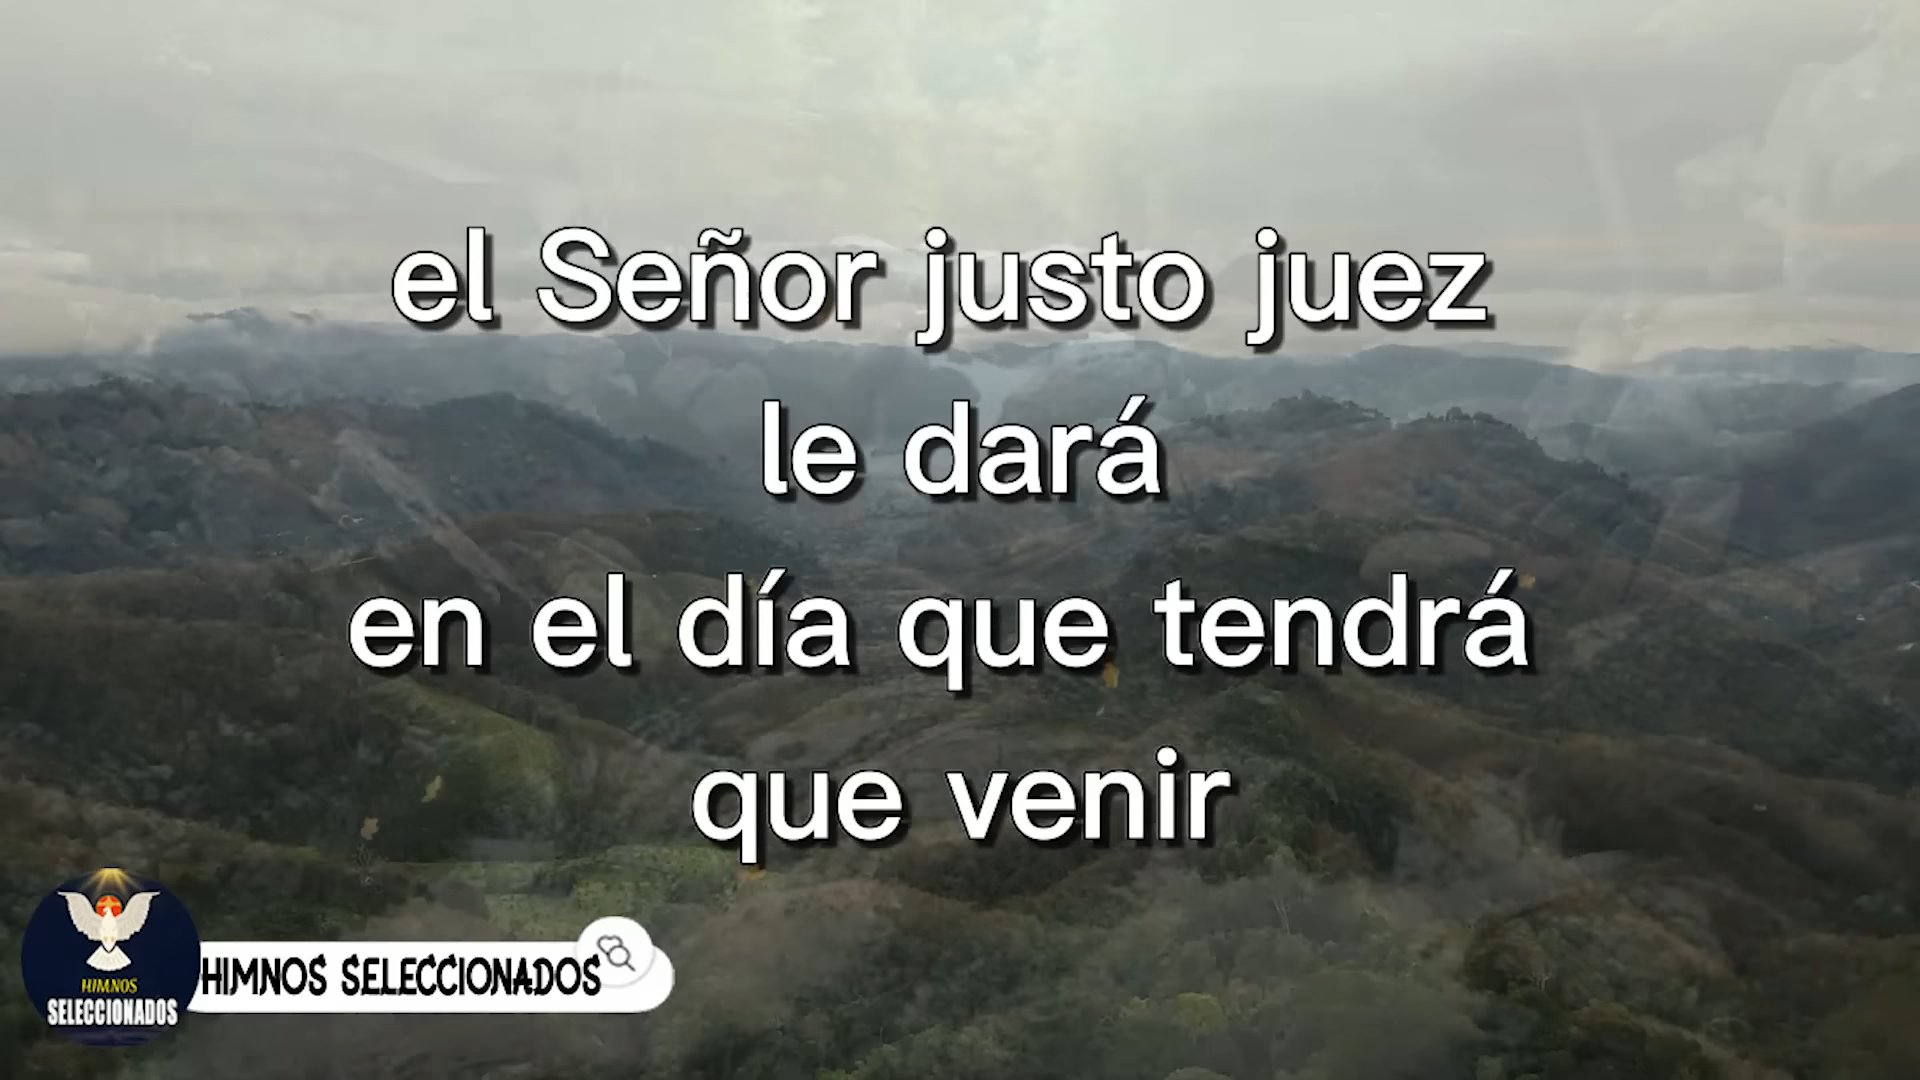 el Señor justo juez
le dará
en el día que tendrá
que venir
HIMNOS
SELECCIONADOS
HIMNOS SELECCIONADOS